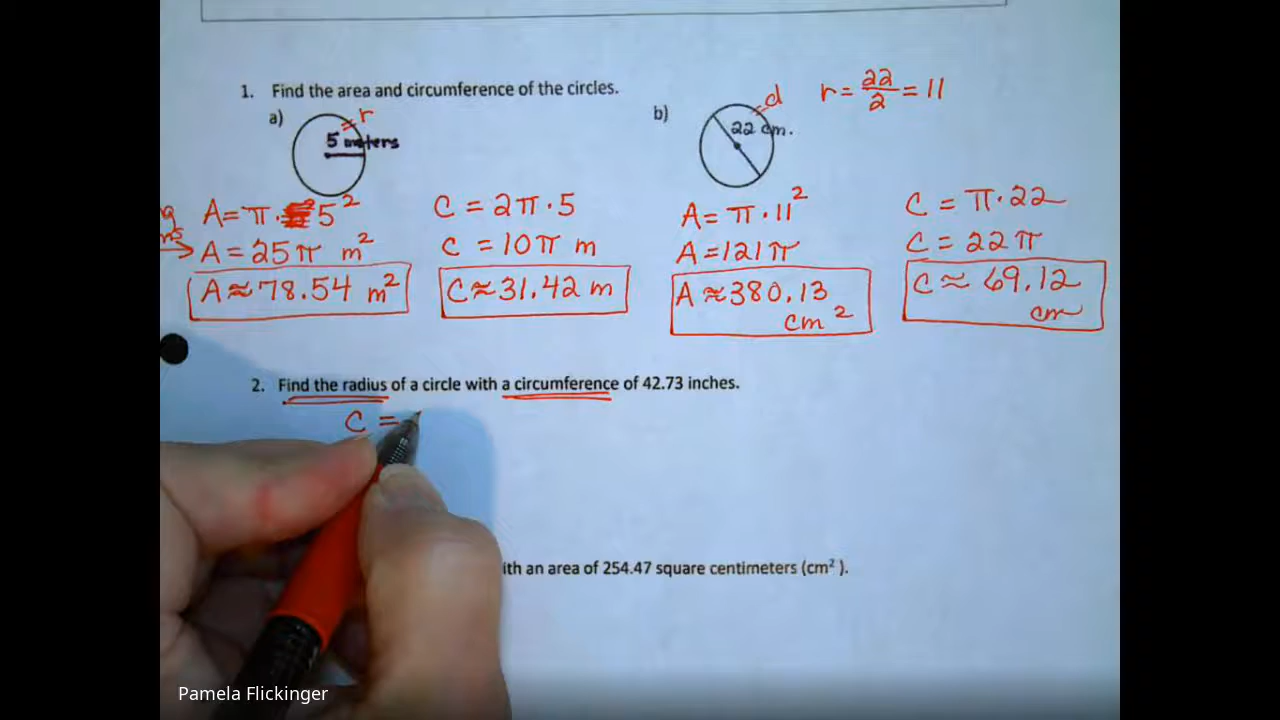 1. Find the area and circumference of the circles.
a)
= r
5 meters
A = π · 5²
A = 25π m²
A ≈ 78.54 m²
C = 2π · 5
C = 10π m
C ≈ 31.42 m
b)
= d
22 cm.
r = 22/2 = 11
A = π · 11²
A = 121π
A ≈ 380.13
cm²
C = π · 22
C = 22π
C ≈ 69.12
cm
2. Find the radius of a circle with a circumference of 42.73 inches.
C =
with an area of 254.47 square centimeters (cm² ).
Pamela Flickinger